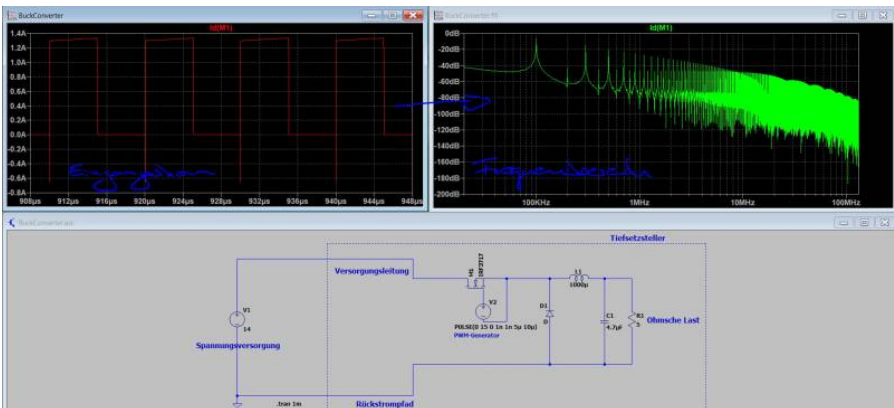 BuckConverter
Id(M1)
1.4A
1.2A
1.0A
0.8A
0.6A
0.4A
0.2A
0.0A
-0.2A
-0.4A
-0.6A
-0.8A
908µs 912µs 916µs 920µs 924µs 928µs 932µs 936µs 940µs 944µs 948µs
BuckConverter.fft
Id(M1)
0dB
-20dB
-40dB
-60dB
-80dB
-100dB
-120dB
-140dB
-160dB
-180dB
-200dB
100KHz 1MHz 10MHz 100MHz
BuckConverter.asc
Tiefsetzsteller
Versorgungsleitung
M1
IRF3717
L1
1000µ
V1
14
V2
D1
D
C1
4.7µF
5
Ohmsche Last
PULSE(0 15 0 1n 1n 5µ 10µ)
PWM-Generator
Spannungsversorgung
.tran 1m
Rückstrompfad